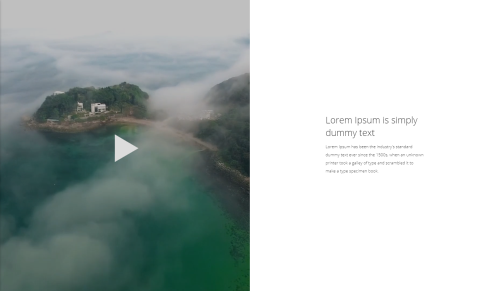 Lorem Ipsum is simply
dummy text
Lorem Ipsum has been the industry's standard
dummy text ever since the 1500s, when an unknown
printer took a galley of type and scrambled it to
make a type specimen book.